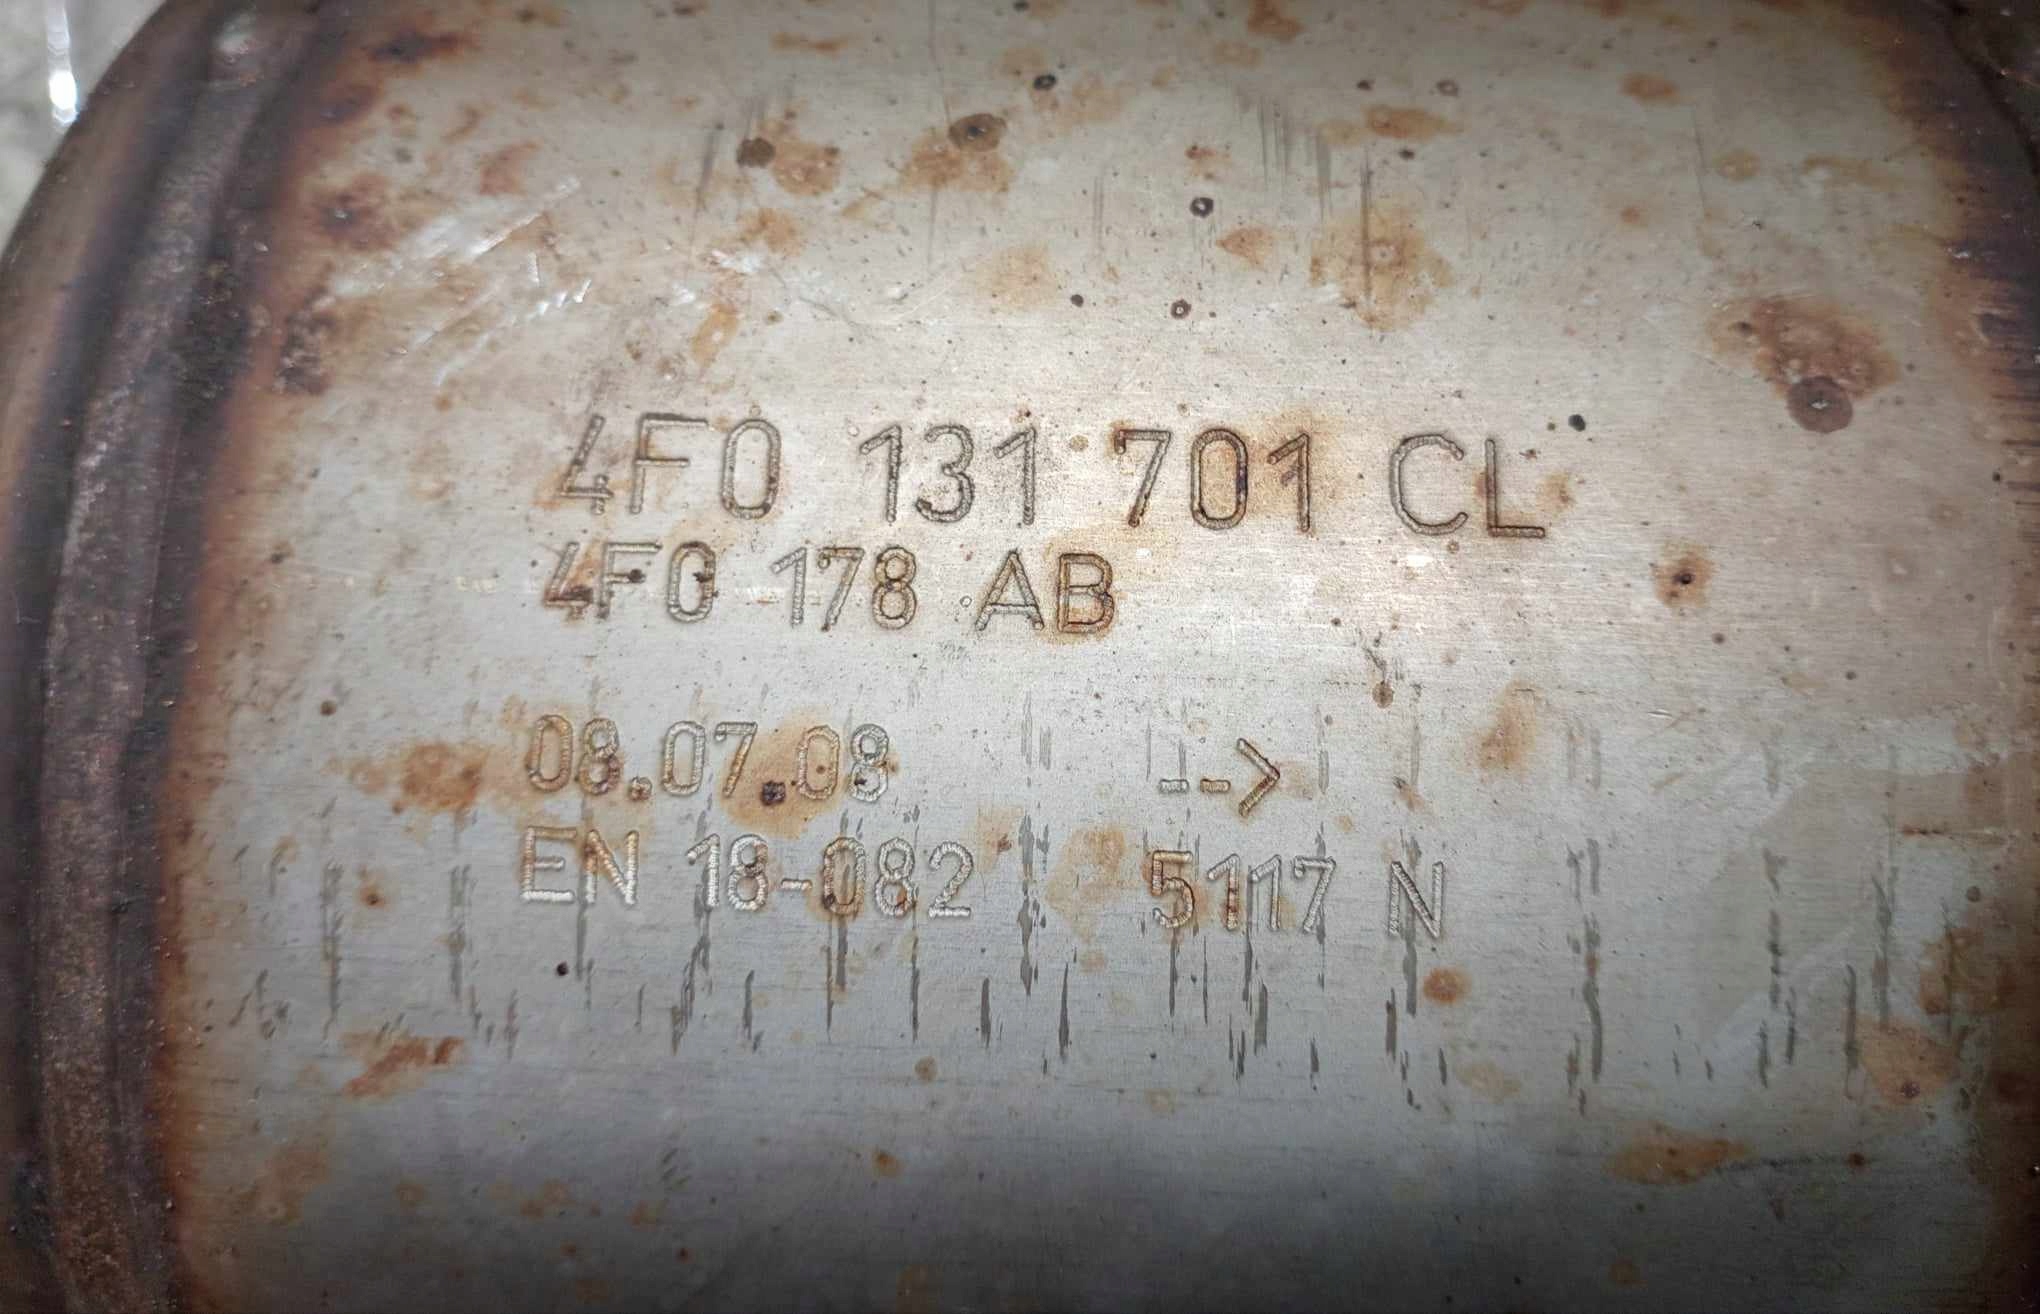 4F0 131 701 CL
4F0 178 AB
08.07.08 -->
EN 18-082 5117 N